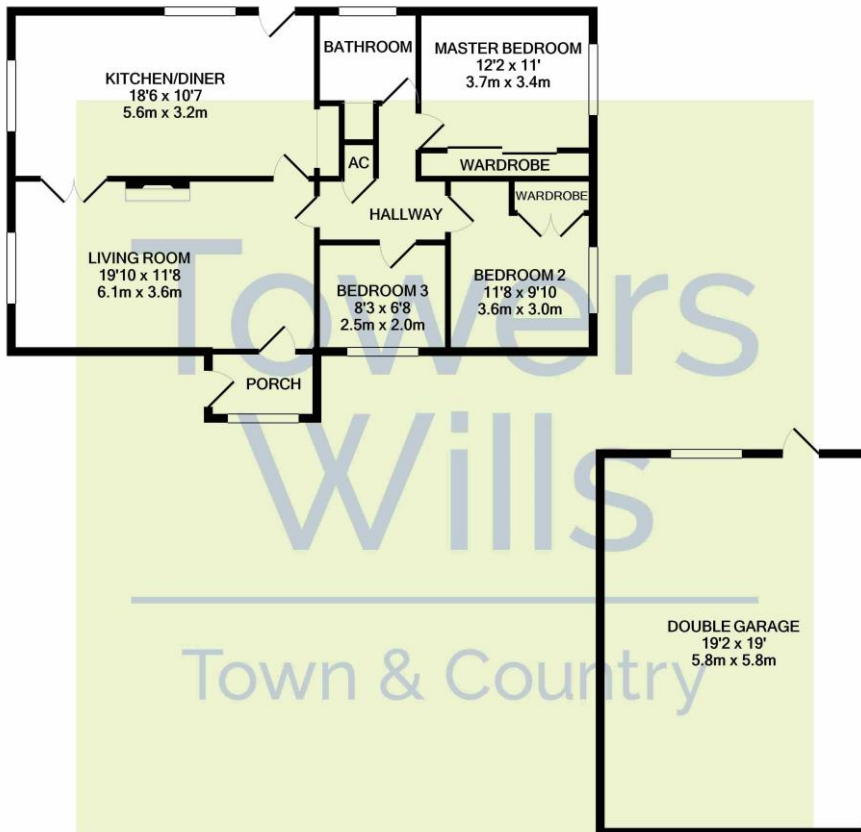 KITCHEN/DINER
18'6 x 10'7
5.6m x 3.2m
BATHROOM
MASTER BEDROOM
12'2 x 11'
3.7m x 3.4m
WARDROBE
AC
WARDROBE
HALLWAY
LIVING ROOM
19'10 x 11'8
6.1m x 3.6m
BEDROOM 3
8'3 x 6'8
2.5m x 2.0m
BEDROOM 2
11'8 x 9'10
3.6m x 3.0m
PORCH
Towers
Wills
Town & Country
DOUBLE GARAGE
19'2 x 19'
5.8m x 5.8m